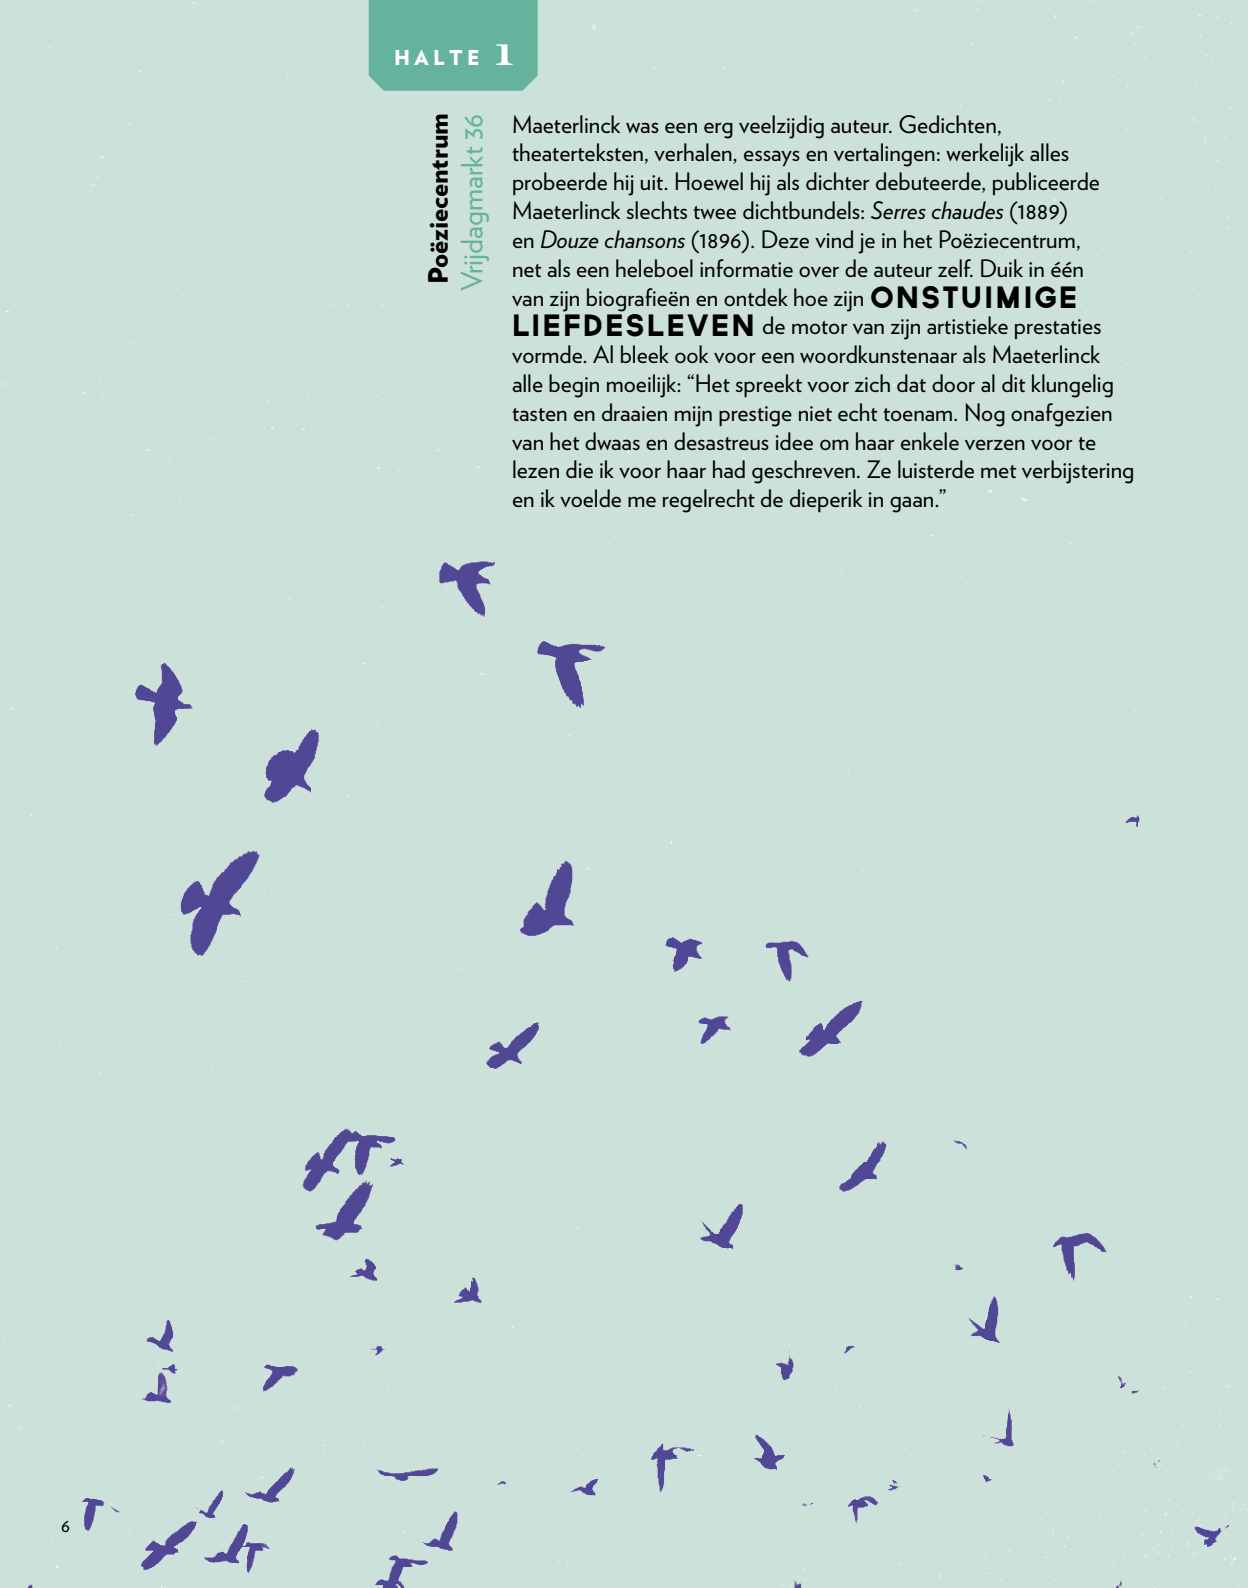 HALTE 1
Poëziecentrum
Vrijdagmarkt 36
Maeterlinck was een erg veelzijdig auteur. Gedichten,
theaterteksten, verhalen, essays en vertalingen: werkelijk alles
probeerde hij uit. Hoewel hij als dichter debuteerde, publiceerde
Maeterlinck slechts twee dichtbundels: Serres chaudes (1889)
en Douze chansons (1896). Deze vind je in het Poëziecentrum,
net als een heleboel informatie over de auteur zelf. Duik in één
van zijn biografieën en ontdek hoe zijn ONSTUIMIGE
LIEFDESLEVEN de motor van zijn artistieke prestaties
vormde. Al bleek ook voor een woordkunstenaar als Maeterlinck
alle begin moeilijk: “Het spreekt voor zich dat door al dit klungelig
tasten en draaien mijn prestige niet echt toenam. Nog onafgezien
van het dwaas en desastreus idee om haar enkele verzen voor te
lezen die ik voor haar had geschreven. Ze luisterde met verbijstering
en ik voelde me regelrecht de dieperik in gaan.”
6